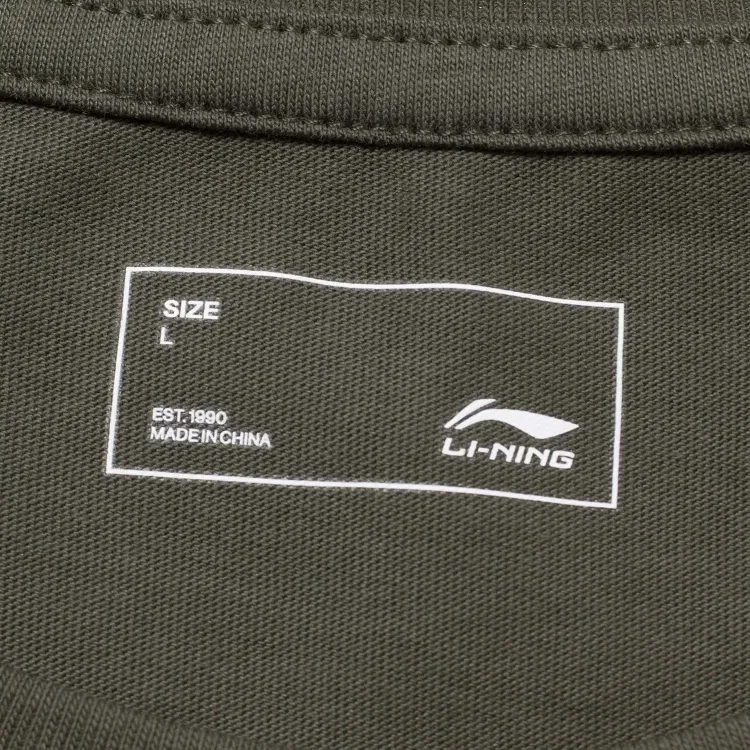 SIZE
L
EST. 1990
MADE IN CHINA
LI-NING